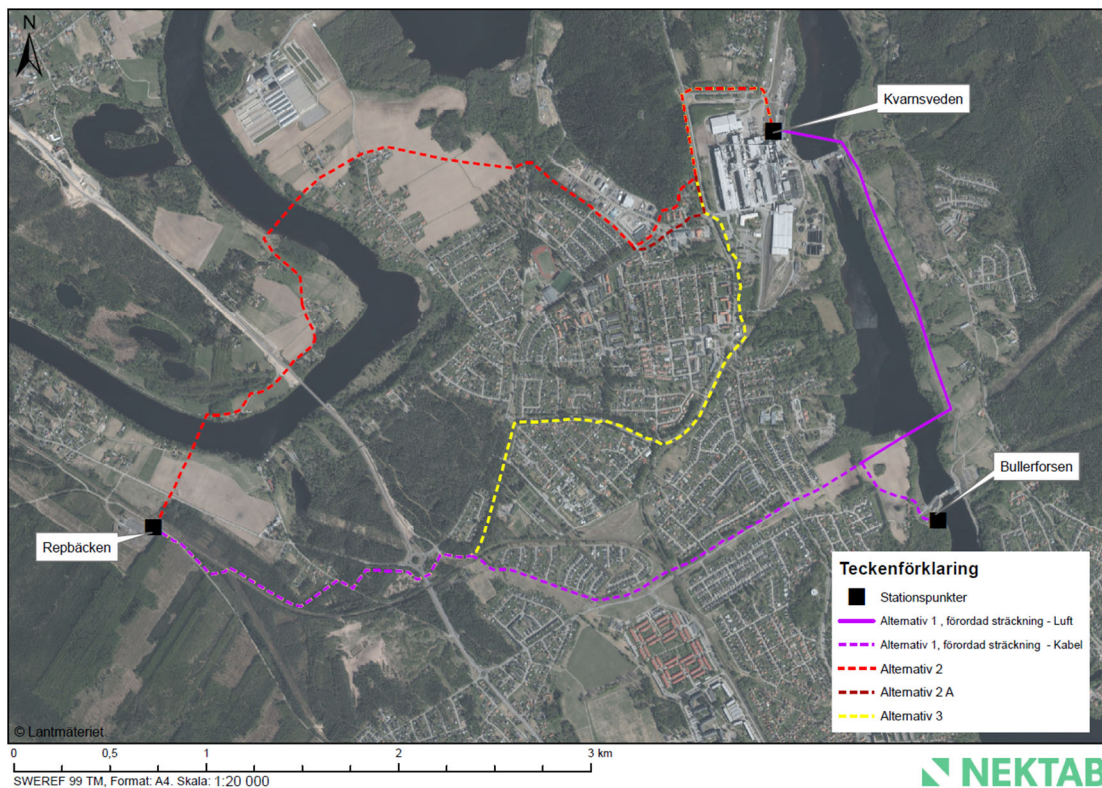 N
Kvarnsveden
Bullerforsen
Repbäcken
Teckenförklaring
Stationspunkter
Alternativ 1 , förordad sträckning - Luft
Alternativ 1, förordad sträckning - Kabel
Alternativ 2
Alternativ 2 A
Alternativ 3
© Lantmäteriet
0 0,5 1 2 3 km
SWEREF 99 TM, Format: A4. Skala: 1:20 000
NEKTAB